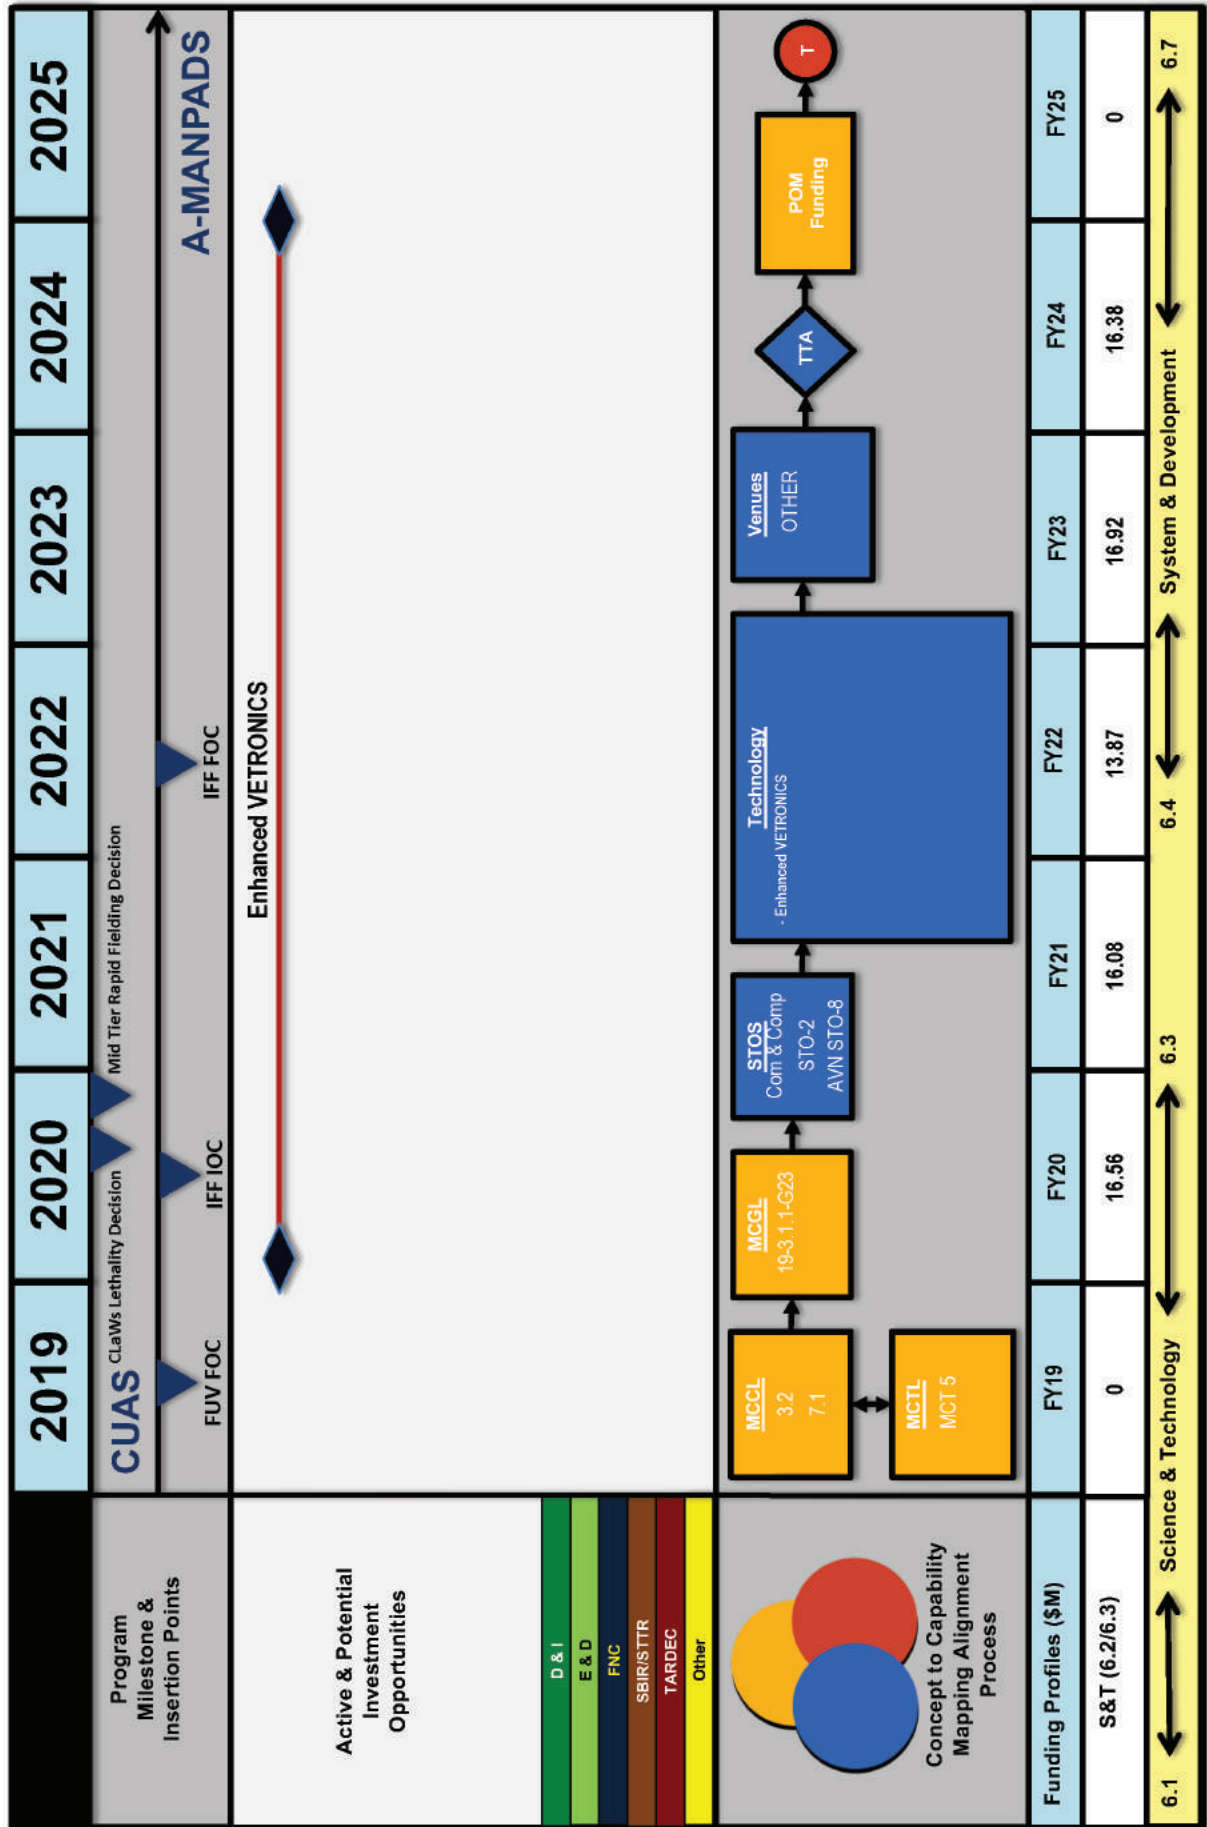 2019 2020 2021 2022 2023 2024 2025
Program
Milestone &
Insertion Points
CUAS
CLaWs Lethality Decision
Mid Tier Rapid Fielding Decision
A-MANPADS
FUV FOC
IFF IOC
IFF FOC
Active & Potential
Investment
Opportunities
Enhanced VETRONICS
D & I
E & D
FNC
SBIR/STTR
TARDEC
Other
Concept to Capability
Mapping Alignment
Process
MCCL
3.2
7.1
MCTL
MCT 5
MCGL
19-3.1.1-G23
STOS
Com & Comp
STO-2
AVN STO-8
Technology
- Enhanced VETRONICS
Venues
OTHER
TTA
POM
Funding
T
Funding Profiles ($M) FY19 FY20 FY21 FY22 FY23 FY24 FY25
S&T (6.2/6.3) 0 16.56 16.08 13.87 16.92 16.38 0
6.1 Science & Technology 6.3 6.4 System & Development 6.7